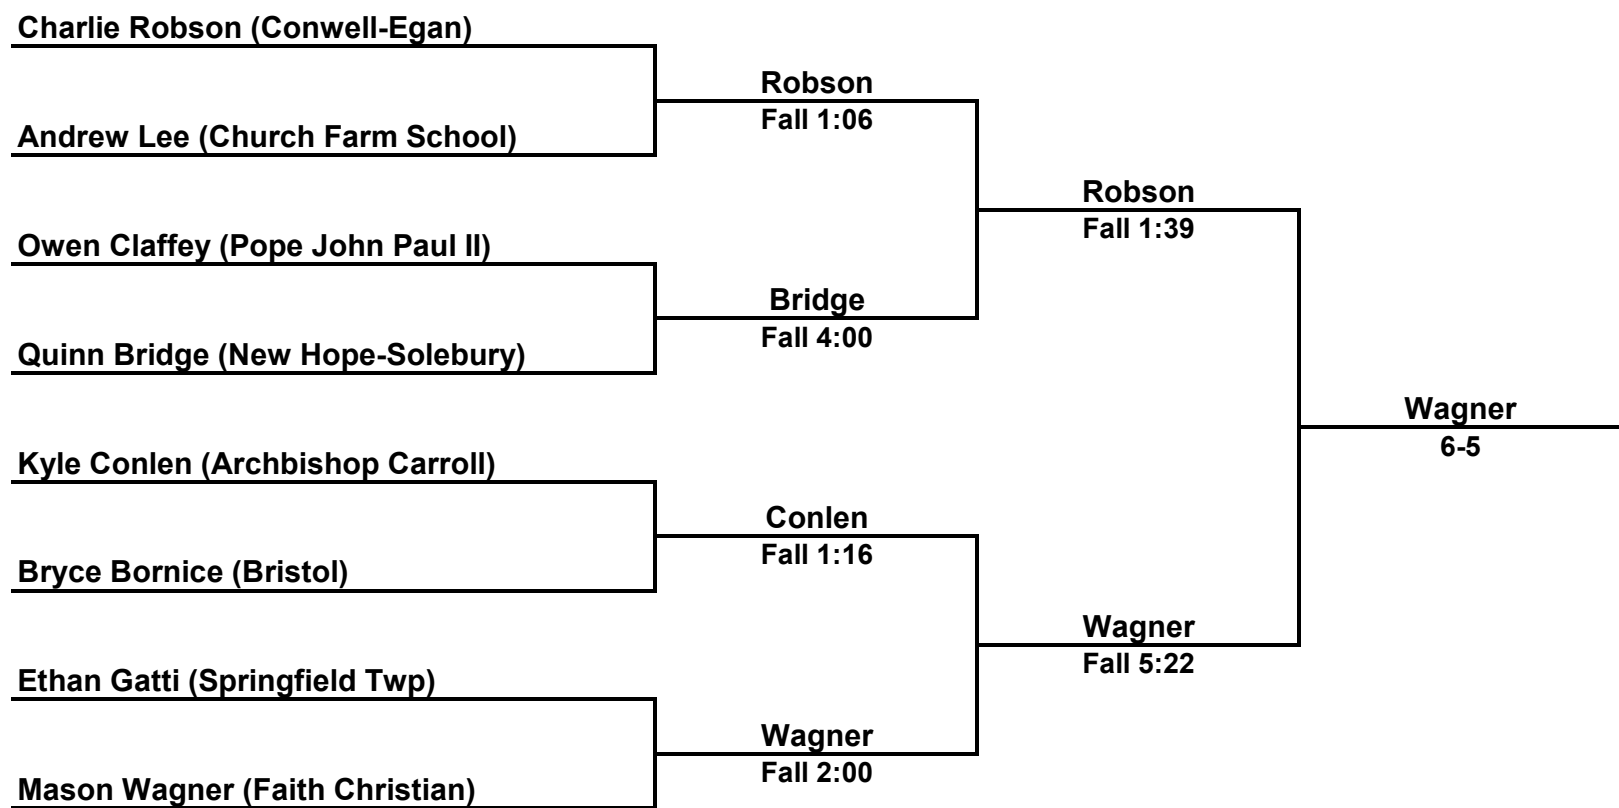 Charlie Robson (Conwell-Egan)
Robson
Fall 1:06
Andrew Lee (Church Farm School)
Robson
Fall 1:39
Owen Claffey (Pope John Paul II)
Bridge
Fall 4:00
Quinn Bridge (New Hope-Solebury)
Wagner
6-5
Kyle Conlen (Archbishop Carroll)
Conlen
Fall 1:16
Bryce Bornice (Bristol)
Wagner
Fall 5:22
Ethan Gatti (Springfield Twp)
Wagner
Fall 2:00
Mason Wagner (Faith Christian)